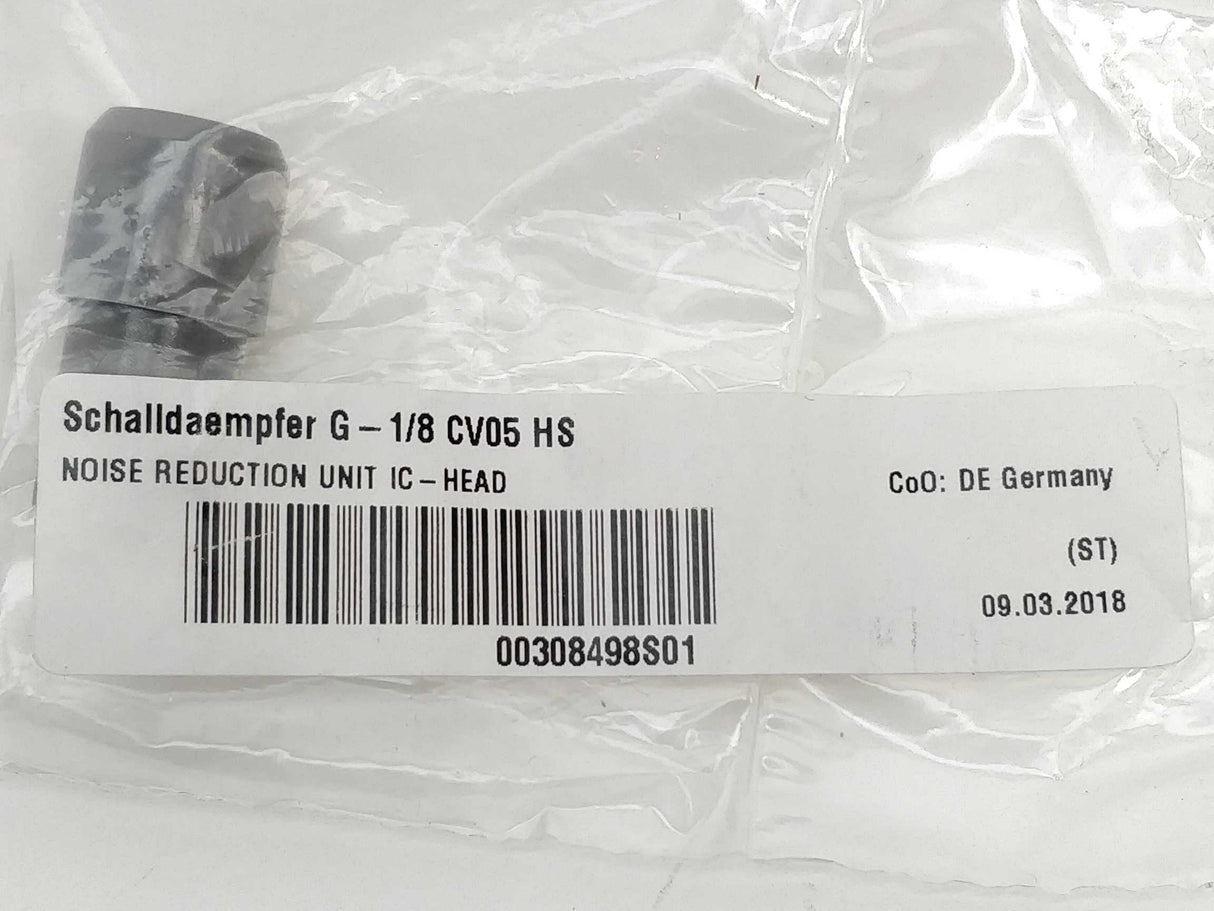 Schalldaempfer G – 1/8 CV05 HS
NOISE REDUCTION UNIT IC – HEAD
CoO: DE Germany
(ST)
09.03.2018
00308498S01